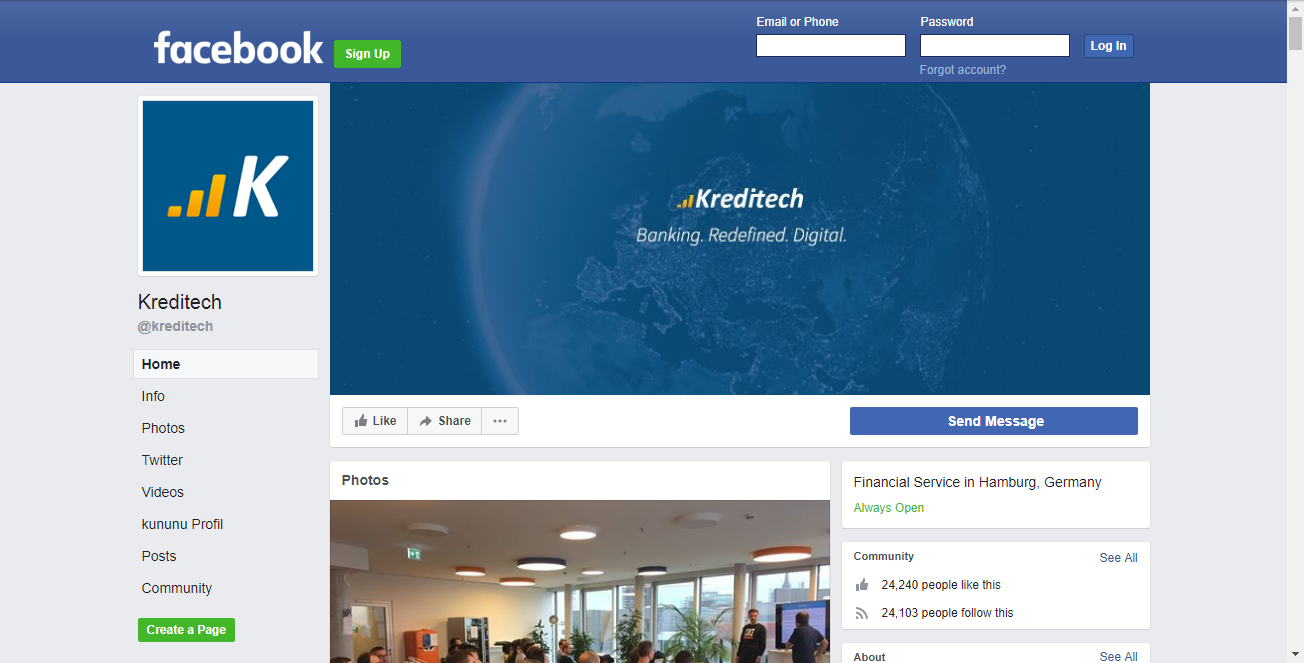 facebook
Sign Up
Email or Phone
Password
Log In
Forgot account?
K
Kreditech
@kreditech
Home
Info
Photos
Twitter
Videos
kununu Profil
Posts
Community
Create a Page
Kreditech
Banking. Redefined. Digital.
Like
Share
Send Message
Photos
Financial Service in Hamburg, Germany
Always Open
Community
See All
24,240 people like this
24,103 people follow this
About
See All